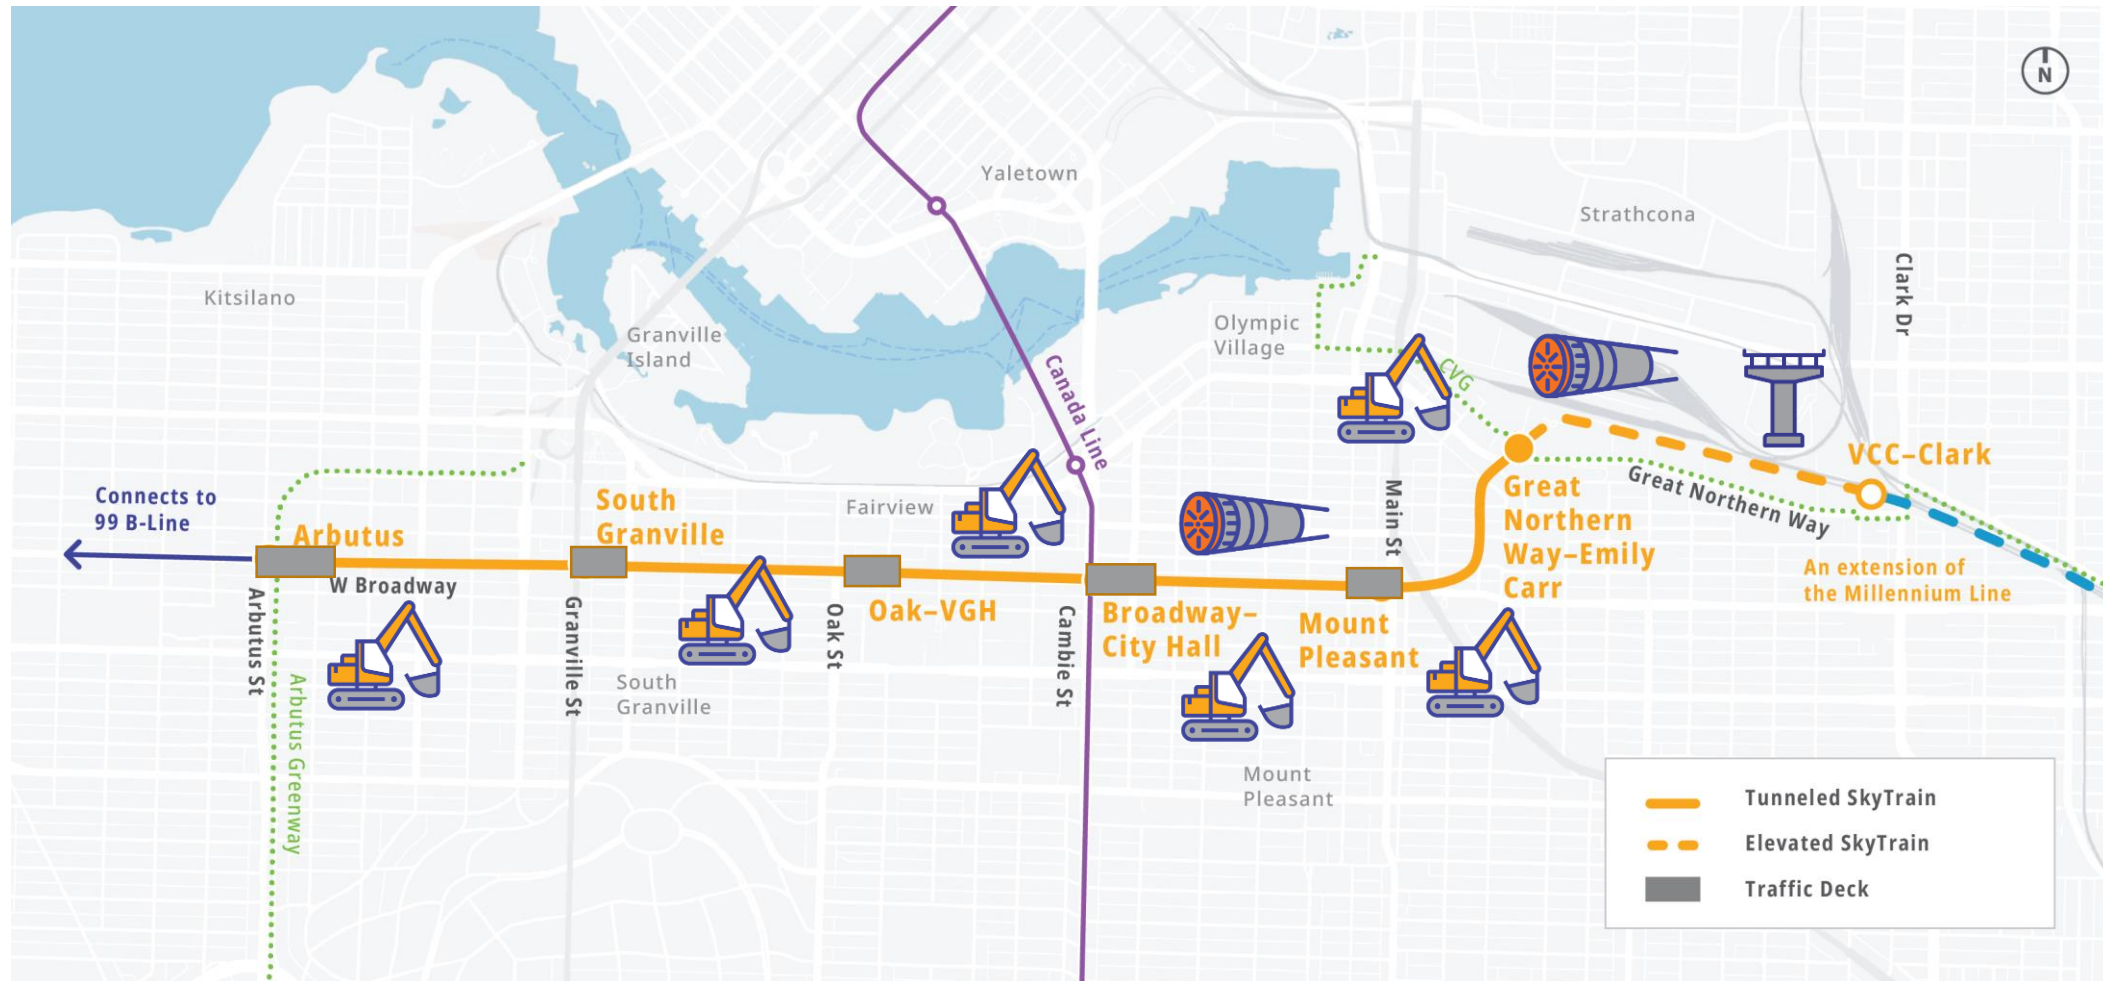 N
Yaletown
Strathcona
Clark Dr
Kitsilano
Granville
Island
Olympic
Village
Canada Line
CVG
VCC–Clark
Great Northern Way
Connects to
99 B-Line
Arbutus
South
Granville
Fairview
Main St
Great
Northern
Way–Emily
Carr
An extension of
the Millennium Line
W Broadway
Arbutus St
Granville St
Oak St
Oak–VGH
Cambie St
Broadway–
City Hall
Mount
Pleasant
Arbutus Greenway
South
Granville
Mount
Pleasant
Tunneled SkyTrain
Elevated SkyTrain
Traffic Deck